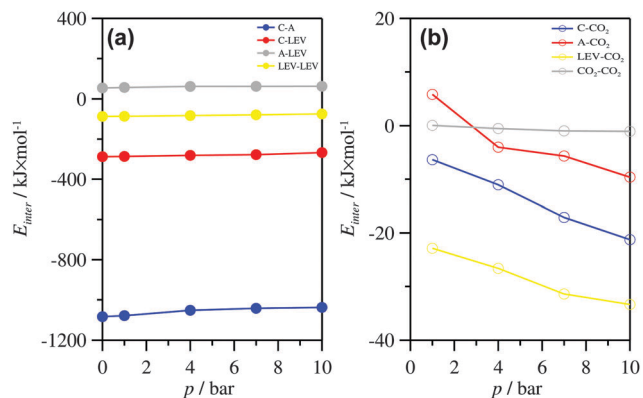 (a)
C-A
C-LEV
A-LEV
LEV-LEV
400
0
-400
-800
-1200
E_inter / kJ×mol⁻¹
0 2 4 6 8 10
p / bar
(b)
C-CO₂
A-CO₂
LEV-CO₂
CO₂-CO₂
20
0
-20
-40
E_inter / kJ×mol⁻¹
0 2 4 6 8 10
p / bar